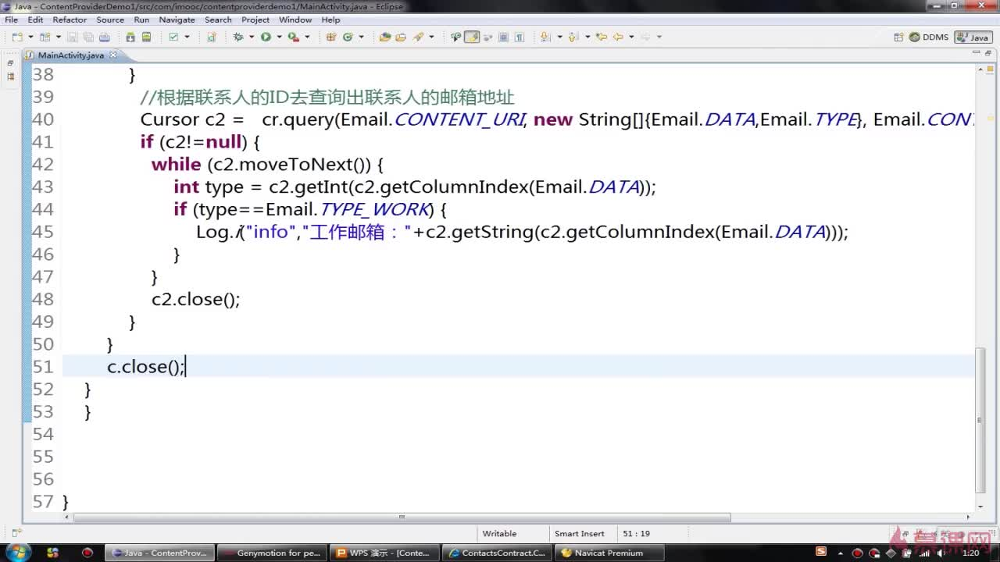 Java - ContentProviderDemo1/src/com/imooc/contentproviderdemo1/MainActivity.java - Eclipse
File Edit Refactor Source Run Navigate Search Project Window Help
DDMS Java
MainActivity.java
38 }
39 //根据联系人的ID去查询出联系人的邮箱地址
40 Cursor c2 = cr.query(Email.CONTENT_URI, new String[]{Email.DATA,Email.TYPE}, Email.CONT
41 if (c2!=null) {
42 while (c2.moveToNext()) {
43 int type = c2.getInt(c2.getColumnIndex(Email.DATA));
44 if (type==Email.TYPE_WORK) {
45 Log.i("info","工作邮箱："+c2.getString(c2.getColumnIndex(Email.DATA)));
46 }
47 }
48 c2.close();
49 }
50 }
51 c.close();
52 }
53 }
54
55
56
57 }
Writable Smart Insert 51 : 19
慕课网
Java - ContentProv... Genymotion for pe... WPS 演示 - [Conte... ContactsContract.C... Navicat Premium 1:20